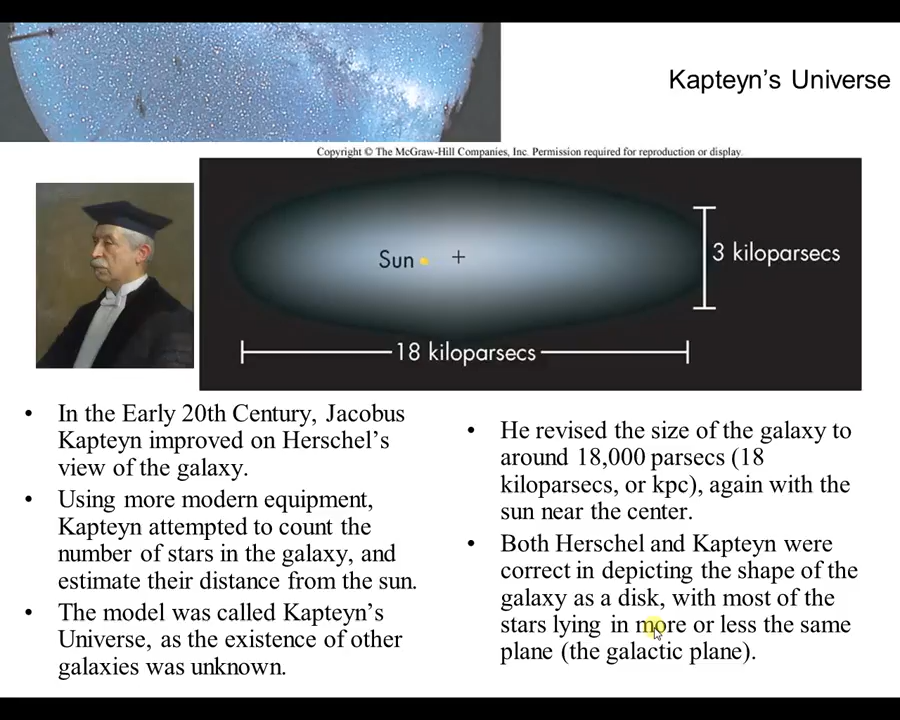 Kapteyn's Universe
Copyright © The McGraw-Hill Companies, Inc. Permission required for reproduction or display.
Sun
+
3 kiloparsecs
18 kiloparsecs
• In the Early 20th Century, Jacobus
Kapteyn improved on Herschel's
view of the galaxy.
• Using more modern equipment,
Kapteyn attempted to count the
number of stars in the galaxy, and
estimate their distance from the sun.
• The model was called Kapteyn's
Universe, as the existence of other
galaxies was unknown.
• He revised the size of the galaxy to
around 18,000 parsecs (18
kiloparsecs, or kpc), again with the
sun near the center.
• Both Herschel and Kapteyn were
correct in depicting the shape of the
galaxy as a disk, with most of the
stars lying in more or less the same
plane (the galactic plane).